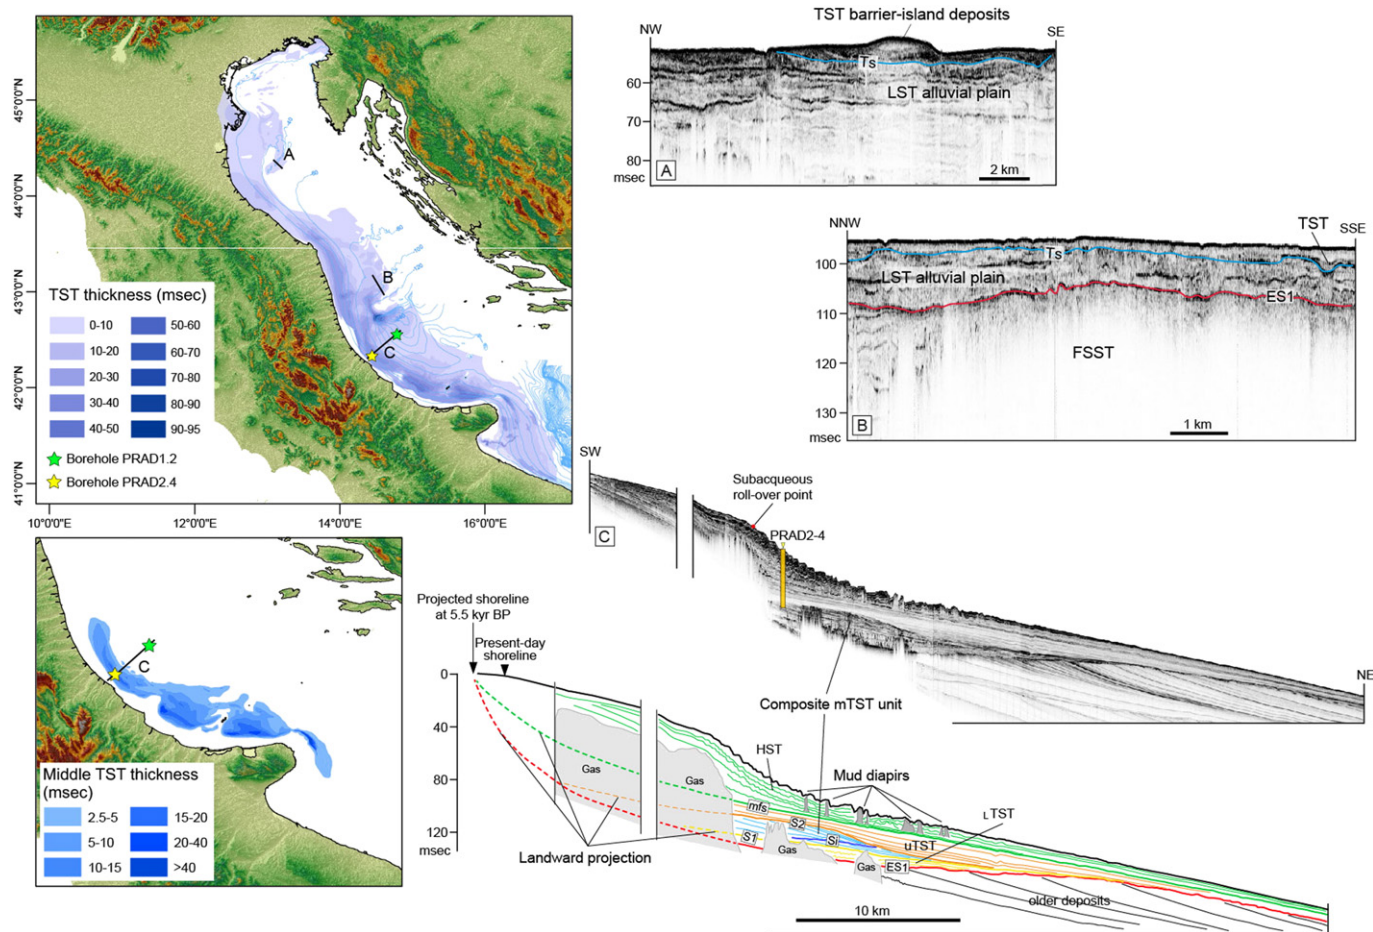 45°0'0"N
44°0'0"N
43°0'0"N
42°0'0"N
41°0'0"N
A
B
C
TST thickness (msec)
0-10 50-60
10-20 60-70
20-30 70-80
30-40 80-90
40-50 90-95
Borehole PRAD1.2
Borehole PRAD2.4
10°0'0"E 12°0'0"E 14°0'0"E 16°0'0"E
TST barrier-island deposits
NW SE
Ts
LST alluvial plain
60
70
80
msec
A
2 km
NNW TST SSE
Ts
LST alluvial plain
ES1
FSST
100
110
120
130
msec
B
1 km
SW
Subacqueous
roll-over point
C
PRAD2-4
NE
C
Middle TST thickness
(msec)
2.5-5 15-20
5-10 20-40
10-15 >40
Projected shoreline
at 5.5 kyr BP
Present-day
shoreline
0
40
80
120
msec
Composite mTST unit
HST
Mud diapirs
Gas
Gas
mfs
S2
S1
Si
LTST
uTST
Gas
Gas
ES1
Landward projection
older deposits
10 km